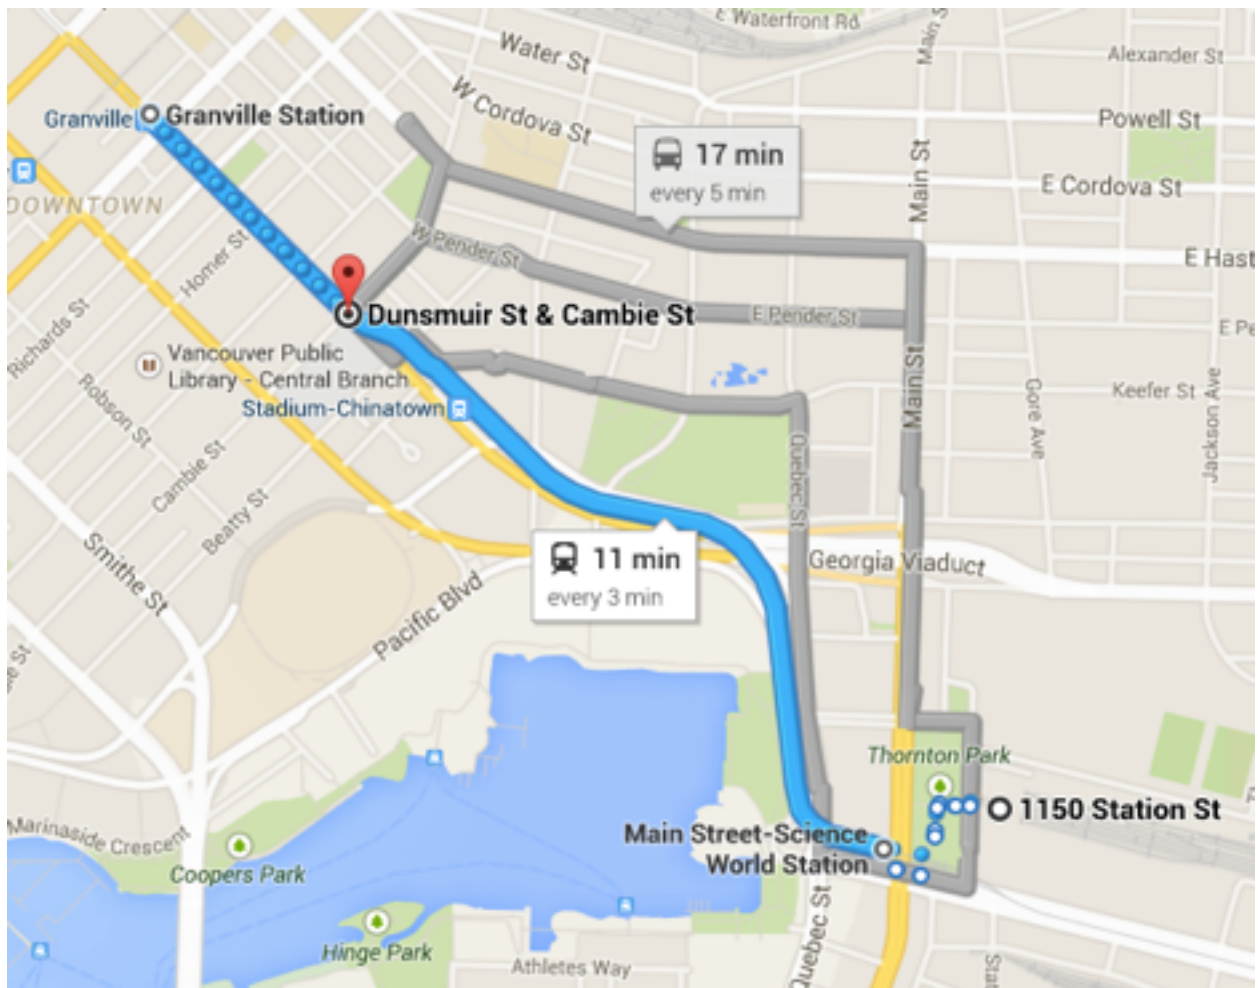 E Waterfront Rd
Main S
Water St
Alexander St
W Cordova St
Granville
Granville Station
Powell St
17 min
every 5 min
Main St
E Cordova St
DOWNTOWN
W Pender St
Homer St
E Hast
Dunsmuir St & Cambie St
E Pender St
E Pe
Richards St
Vancouver Public
Library - Central Branch
Stadium-Chinatown
Main St
Gore Ave
Keefer St
Jackson Ave
Robson St
Cambie St
Quebec St
Beatty St
Smithe St
11 min
every 3 min
Georgia Viaduct
Pacific Blvd
Thornton Park
1150 Station St
Marinaside Crescent
Main Street-Science
World Station
Coopers Park
Quebec St
Hinge Park
Athletes Way
Sta